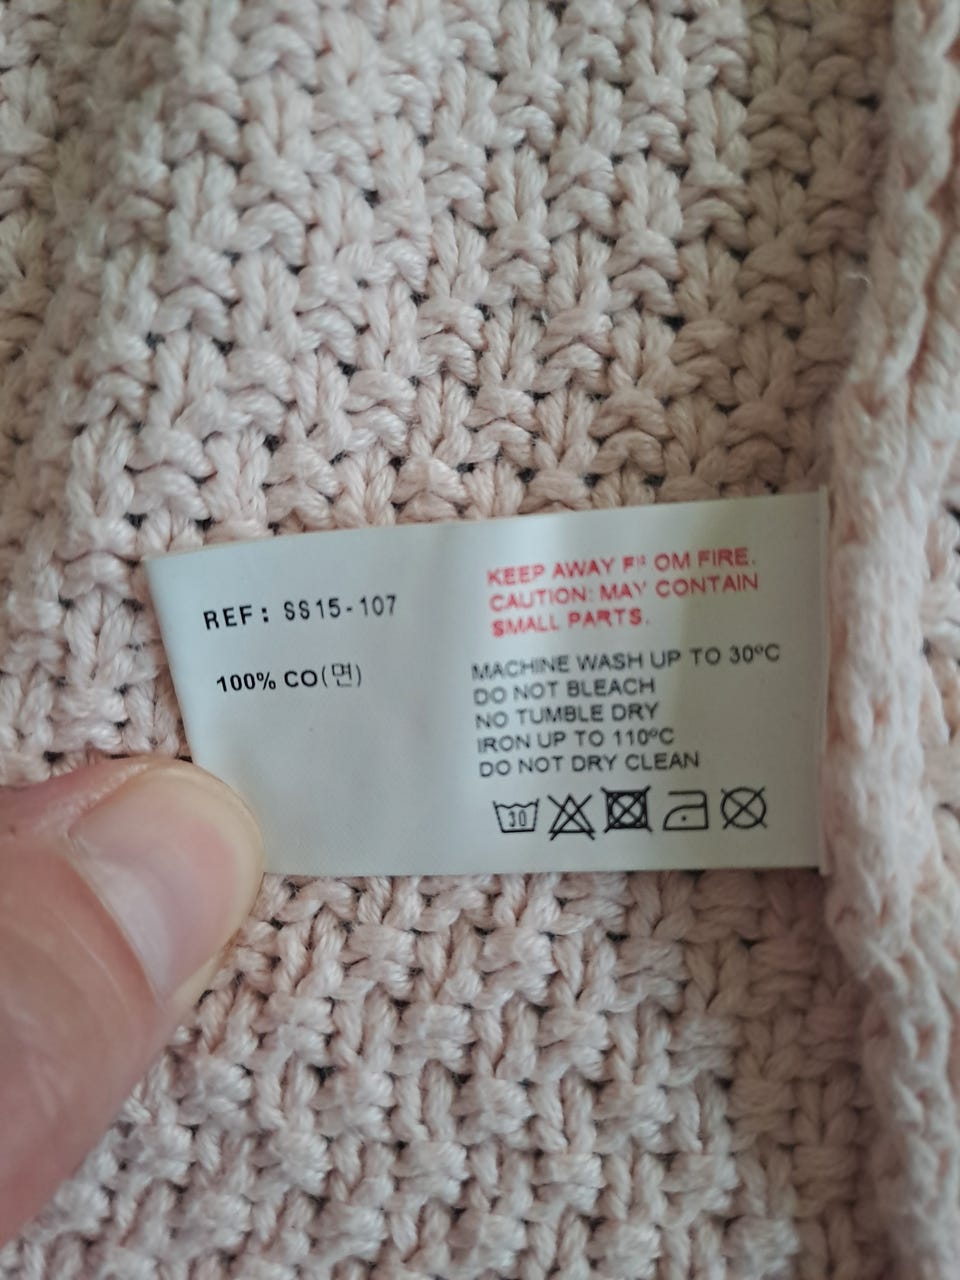 REF: SS15-107
100% CO(면)
KEEP AWAY FROM FIRE.
CAUTION: MAY CONTAIN
SMALL PARTS.
MACHINE WASH UP TO 30ºC
DO NOT BLEACH
NO TUMBLE DRY
IRON UP TO 110ºC
DO NOT DRY CLEAN
30